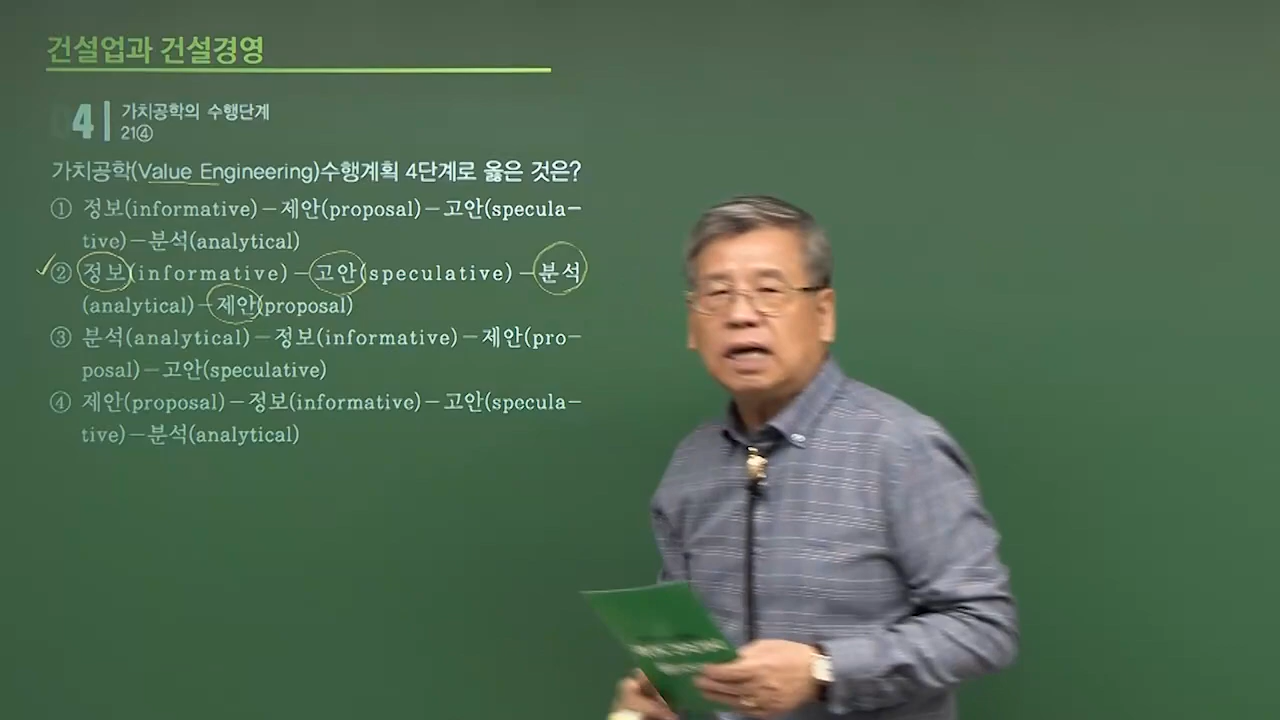 건설업과 건설경영
04 가치공학의 수행단계
21④
가치공학(Value Engineering)수행계획 4단계로 옳은 것은?
① 정보(informative)-제안(proposal)-고안(specula-
tive)-분석(analytical)
② 정보(informative)-고안(speculative)-분석
(analytical)-제안(proposal)
③ 분석(analytical)-정보(informative)-제안(pro-
posal)-고안(speculative)
④ 제안(proposal)-정보(informative)-고안(specula-
tive)-분석(analytical)